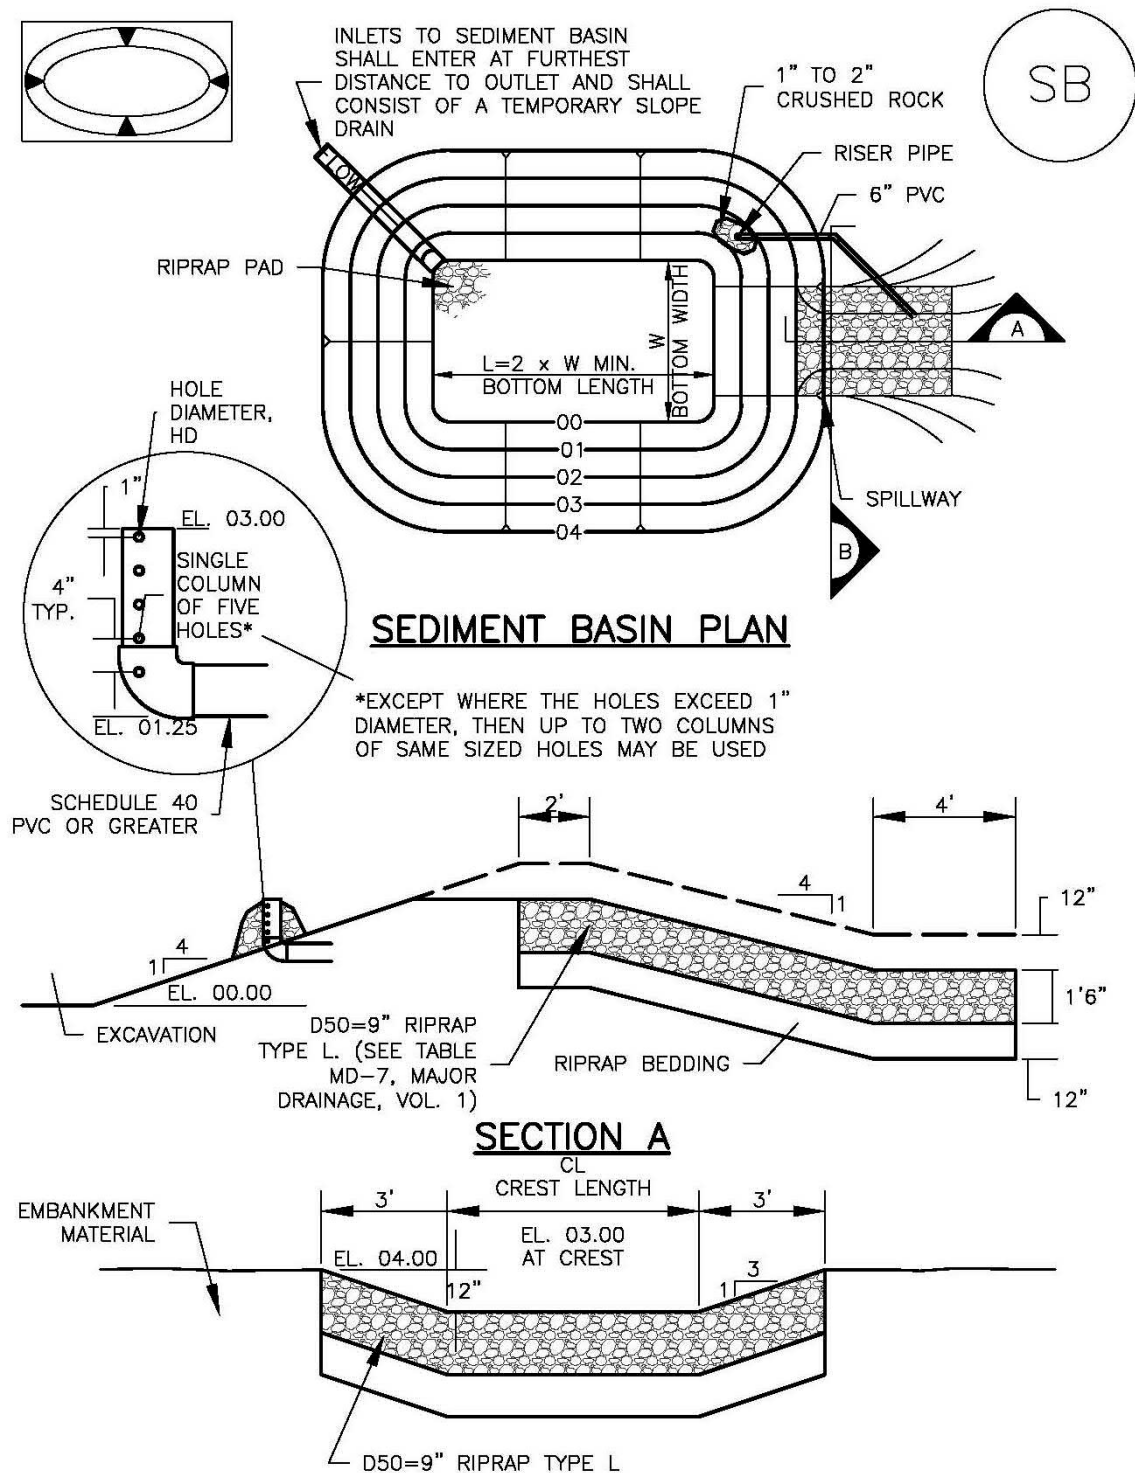 INLETS TO SEDIMENT BASIN
SHALL ENTER AT FURTHEST
DISTANCE TO OUTLET AND SHALL
CONSIST OF A TEMPORARY SLOPE
DRAIN
1" TO 2"
CRUSHED ROCK
SB
RISER PIPE
6" PVC
FLOW
RIPRAP PAD
W
BOTTOM WIDTH
L=2 x W MIN.
BOTTOM LENGTH
A
00
01
02
03
04
SPILLWAY
B
HOLE
DIAMETER,
HD
1"
EL. 03.00
4"
TYP.
SINGLE
COLUMN
OF FIVE
HOLES*
EL. 01.25
SEDIMENT BASIN PLAN
*EXCEPT WHERE THE HOLES EXCEED 1"
DIAMETER, THEN UP TO TWO COLUMNS
OF SAME SIZED HOLES MAY BE USED
SCHEDULE 40
PVC OR GREATER
2'
4'
4
1
12"
4
1
EL. 00.00
1'6"
EXCAVATION
D50=9" RIPRAP
TYPE L. (SEE TABLE
MD-7, MAJOR
DRAINAGE, VOL. 1)
RIPRAP BEDDING
12"
SECTION A
CL
CREST LENGTH
3'
3'
EMBANKMENT
MATERIAL
EL. 04.00
EL. 03.00
AT CREST
12"
3
1
D50=9" RIPRAP TYPE L